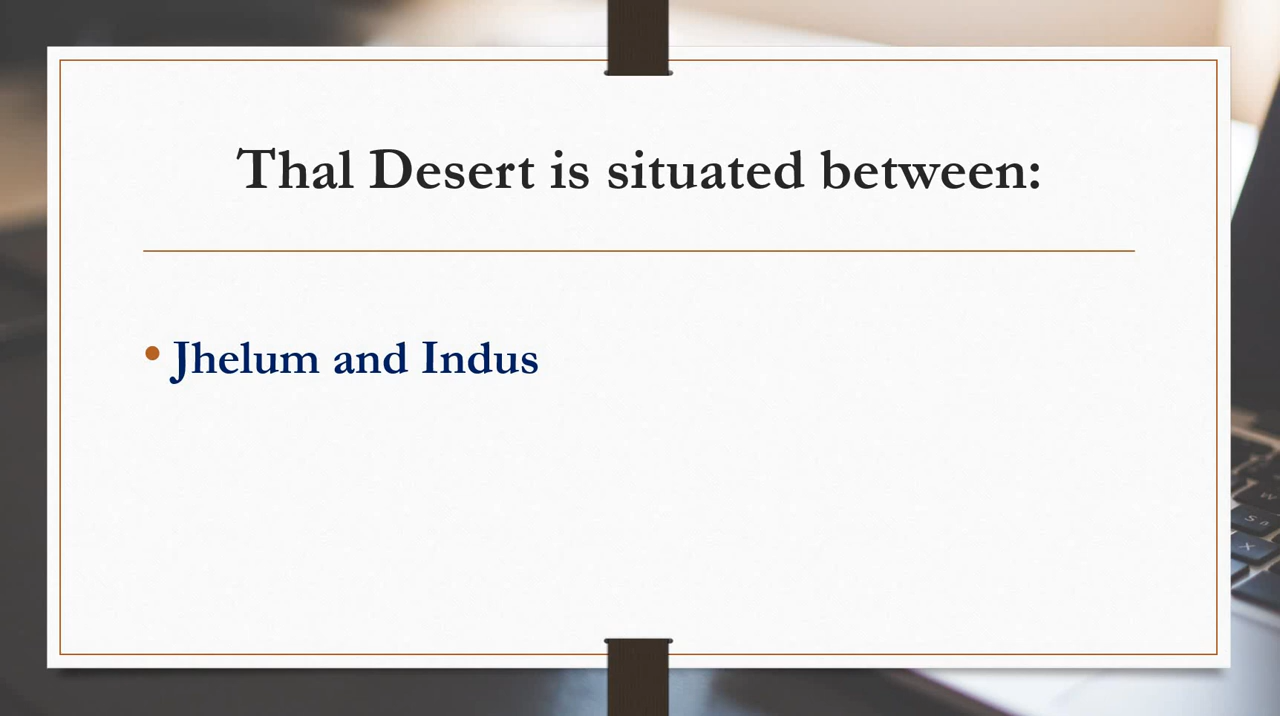 Thal Desert is situated between:
• Jhelum and Indus